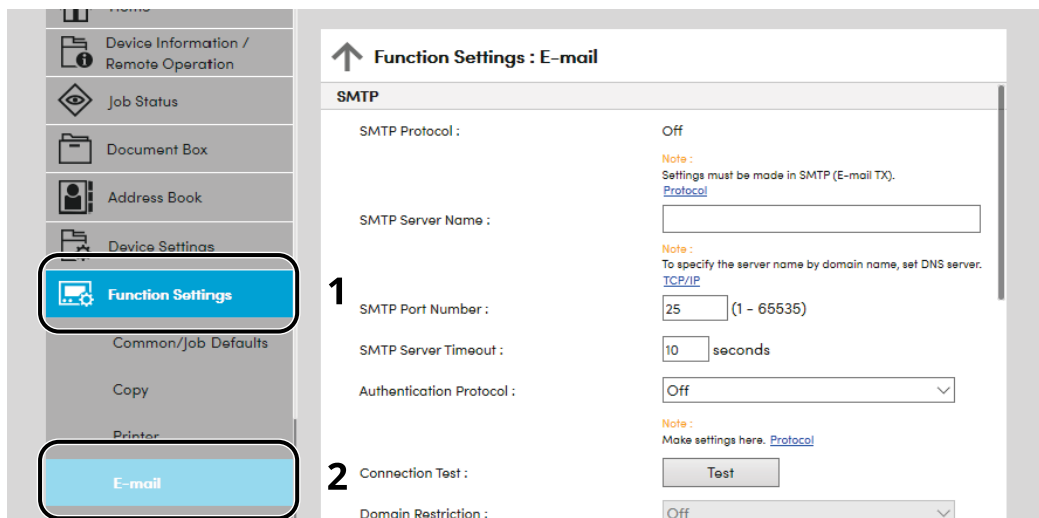 Home
Device Information /
Remote Operation
Job Status
Document Box
Address Book
Device Settings
Function Settings
1
Common/Job Defaults
Copy
Printer
E-mail
2
Function Settings : E-mail
SMTP
SMTP Protocol : Off
Note :
Settings must be made in SMTP (E-mail TX).
Protocol
SMTP Server Name :
Note :
To specify the server name by domain name, set DNS server.
TCP/IP
SMTP Port Number : 25 (1 - 65535)
SMTP Server Timeout : 10 seconds
Authentication Protocol : Off
Note :
Make settings here. Protocol
Connection Test : Test
Domain Restriction : Off